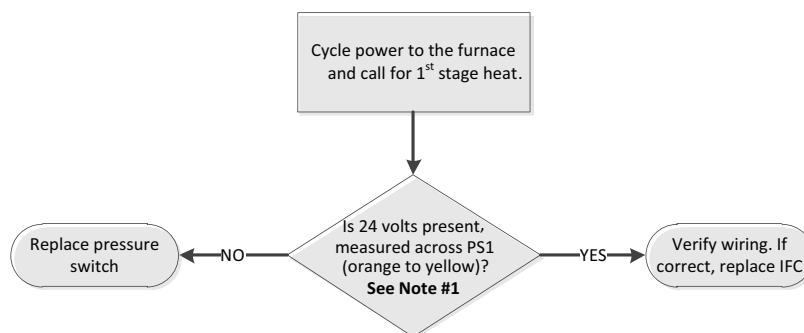 Cycle power to the furnace
and call for 1st stage heat.
Is 24 volts present,
measured across PS1
(orange to yellow)?
See Note #1
NO
Replace pressure
switch
YES
Verify wiring. If
correct, replace IFC